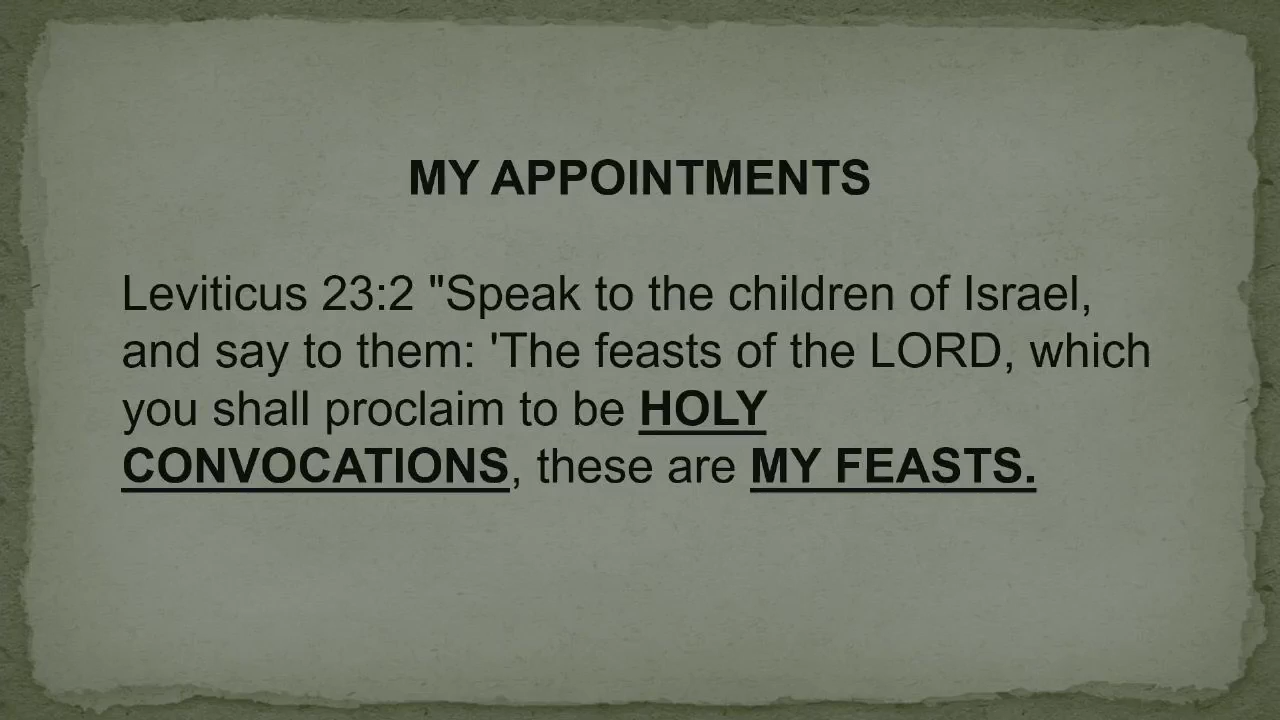 MY APPOINTMENTS
Leviticus 23:2 "Speak to the children of Israel,
and say to them: 'The feasts of the LORD, which
you shall proclaim to be HOLY
CONVOCATIONS, these are MY FEASTS.